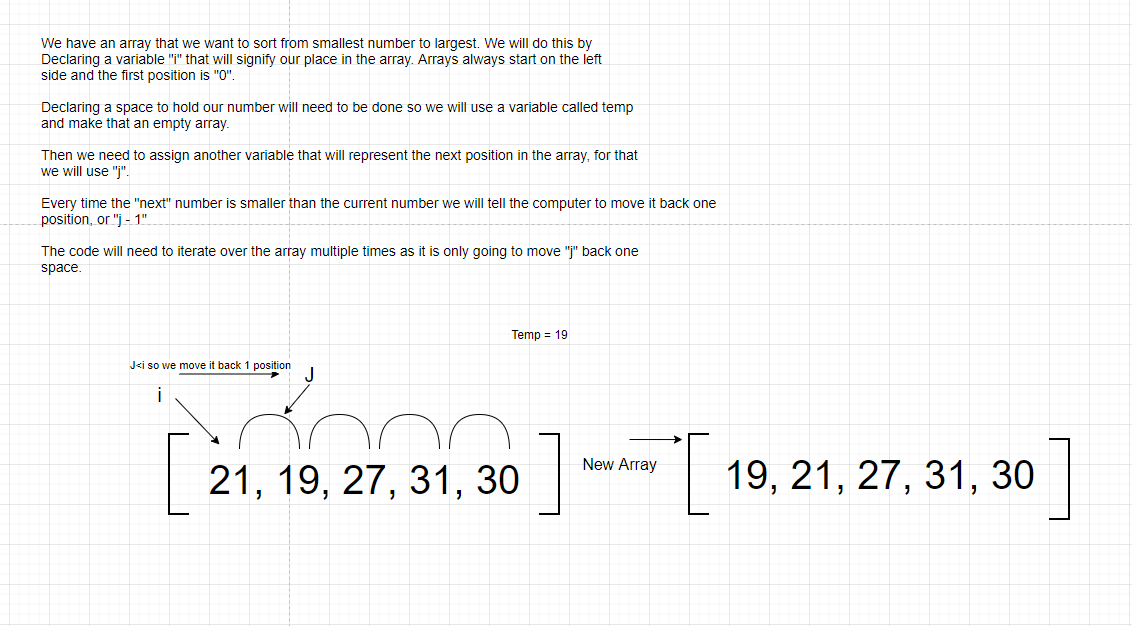 We have an array that we want to sort from smallest number to largest. We will do this by
Declaring a variable "i" that will signify our place in the array. Arrays always start on the left
side and the first position is "0".
Declaring a space to hold our number will need to be done so we will use a variable called temp
and make that an empty array.
Then we need to assign another variable that will represent the next position in the array, for that
we will use "j".
Every time the "next" number is smaller than the current number we will tell the computer to move it back one
position, or "j - 1"
The code will need to iterate over the array multiple times as it is only going to move "j" back one
space.
Temp = 19
J<i so we move it back 1 position
J
i
[ 21, 19, 27, 31, 30 ]
New Array
[ 19, 21, 27, 31, 30 ]